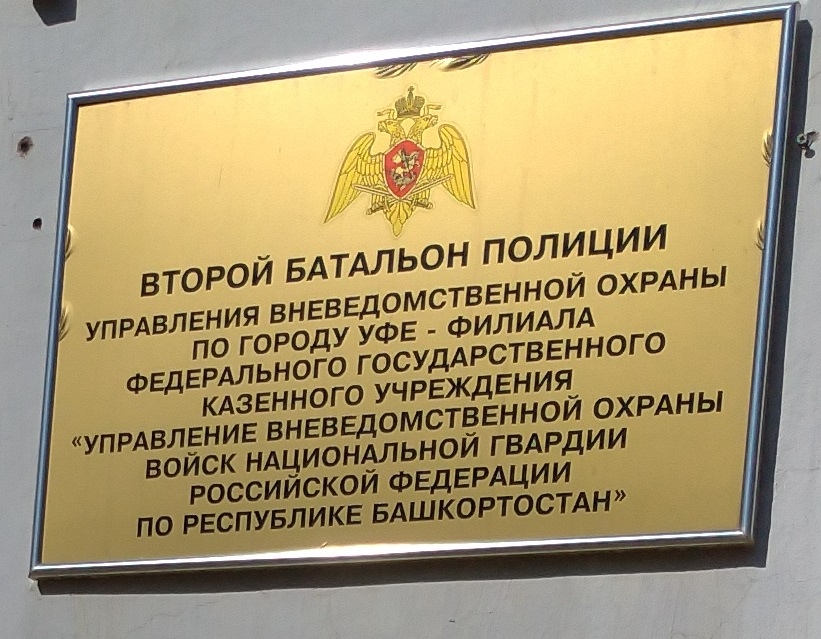 ВТОРОЙ БАТАЛЬОН ПОЛИЦИИ
УПРАВЛЕНИЯ ВНЕВЕДОМСТВЕННОЙ ОХРАНЫ
ПО ГОРОДУ УФЕ - ФИЛИАЛА
ФЕДЕРАЛЬНОГО ГОСУДАРСТВЕННОГО
КАЗЕННОГО УЧРЕЖДЕНИЯ
«УПРАВЛЕНИЕ ВНЕВЕДОМСТВЕННОЙ ОХРАНЫ
ВОЙСК НАЦИОНАЛЬНОЙ ГВАРДИИ
РОССИЙСКОЙ ФЕДЕРАЦИИ
ПО РЕСПУБЛИКЕ БАШКОРТОСТАН»